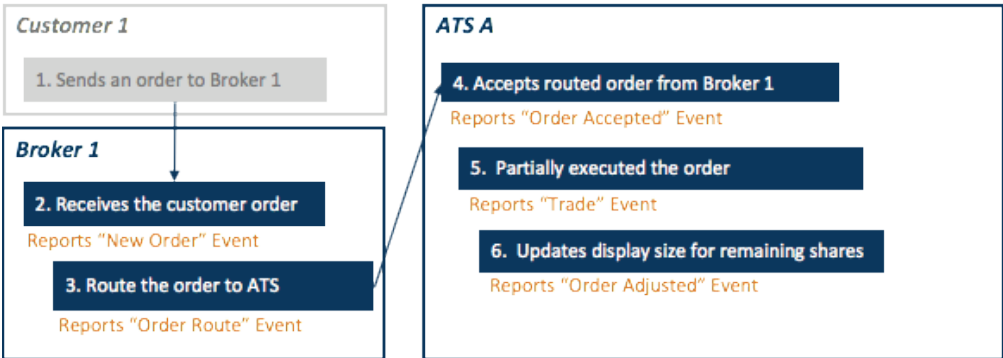 Customer 1
1. Sends an order to Broker 1
Broker 1
2. Receives the customer order
Reports "New Order" Event
3. Route the order to ATS
Reports "Order Route" Event
ATS A
4. Accepts routed order from Broker 1
Reports "Order Accepted" Event
5. Partially executed the order
Reports "Trade" Event
6. Updates display size for remaining shares
Reports "Order Adjusted" Event